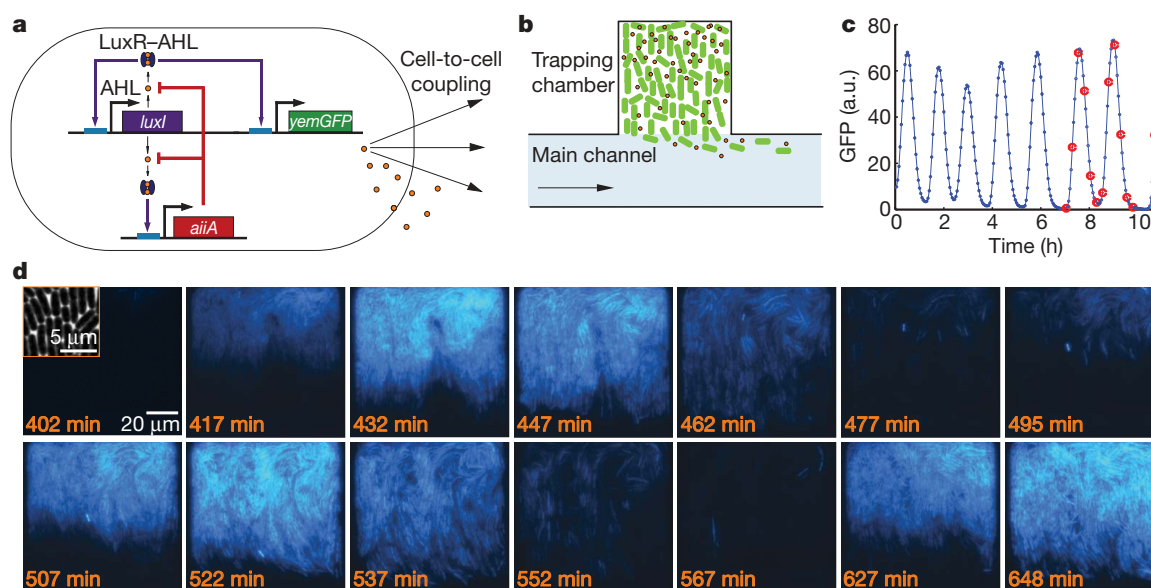 a
LuxR–AHL
AHL
luxI
yemGFP
aiiA
Cell-to-cell
coupling
b
Trapping
chamber
Main channel
c
80
60
40
20
0
GFP (a.u.)
0 2 4 6 8 10
Time (h)
d
5 μm
402 min
20 μm
417 min
432 min
447 min
462 min
477 min
495 min
507 min
522 min
537 min
552 min
567 min
627 min
648 min